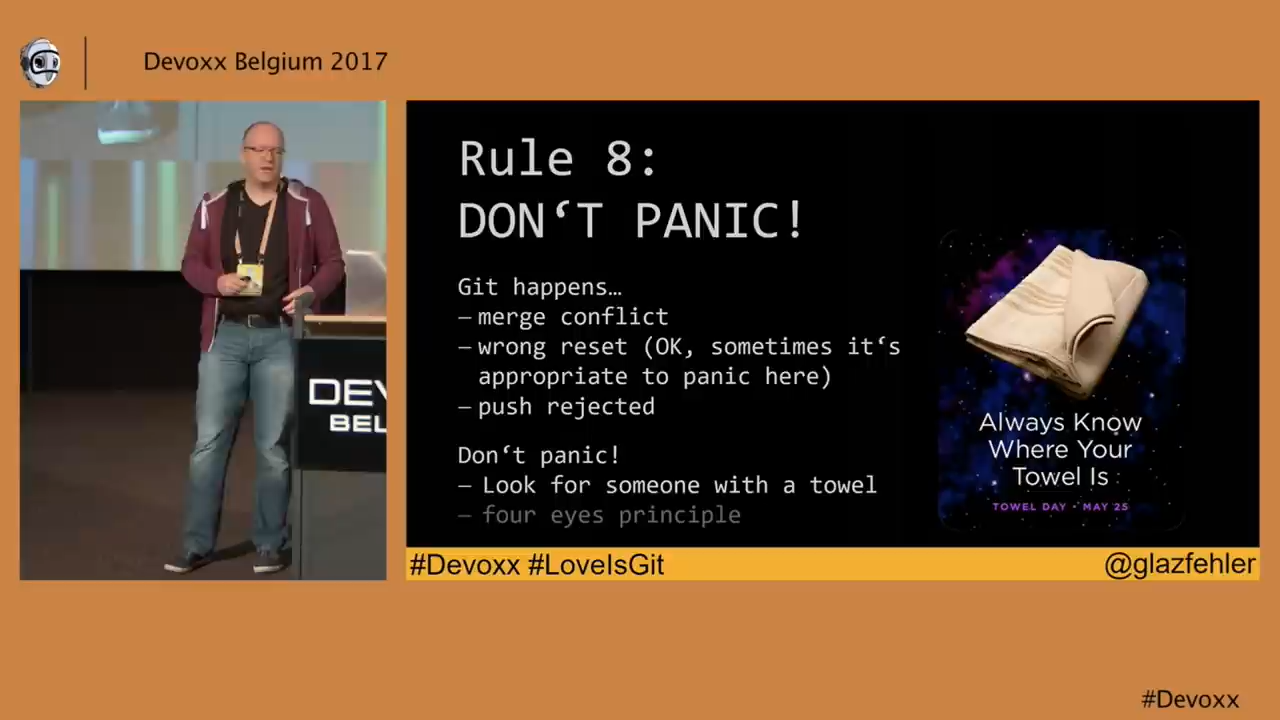 Devoxx Belgium 2017
DEV
BEL
Rule 8:
DON‘T PANIC!
Git happens…
– merge conflict
– wrong reset (OK, sometimes it‘s
appropriate to panic here)
– push rejected
Don‘t panic!
– Look for someone with a towel
– four eyes principle
Always Know
Where Your
Towel Is
TOWEL DAY • MAY 25
#Devoxx #LoveIsGit
@glazfehler
#Devoxx